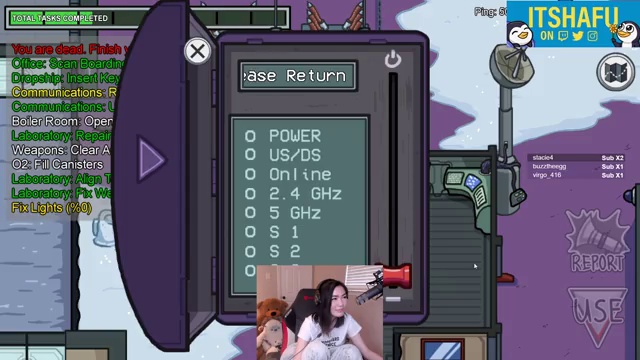 TOTAL TASKS COMPLETED
You are dead. Finish
Office: Scan Boardin
Dropship: Insert Key
Communications: R
Communications: U
Boiler Room: Open
Laboratory: Repair
Weapons: Clear A
O2: Fill Canisters
Laboratory: Align T
Laboratory: Fix We
Fix Lights (%0)
ease Return
O POWER
O US/DS
O Online
O 2.4 GHz
O 5 GHz
O S 1
O S 2
Ping:
ITSHAFU
ON
stacie4 Sub X2
buzztheegg Sub X1
virgo_416 Sub X1
REPORT
USE